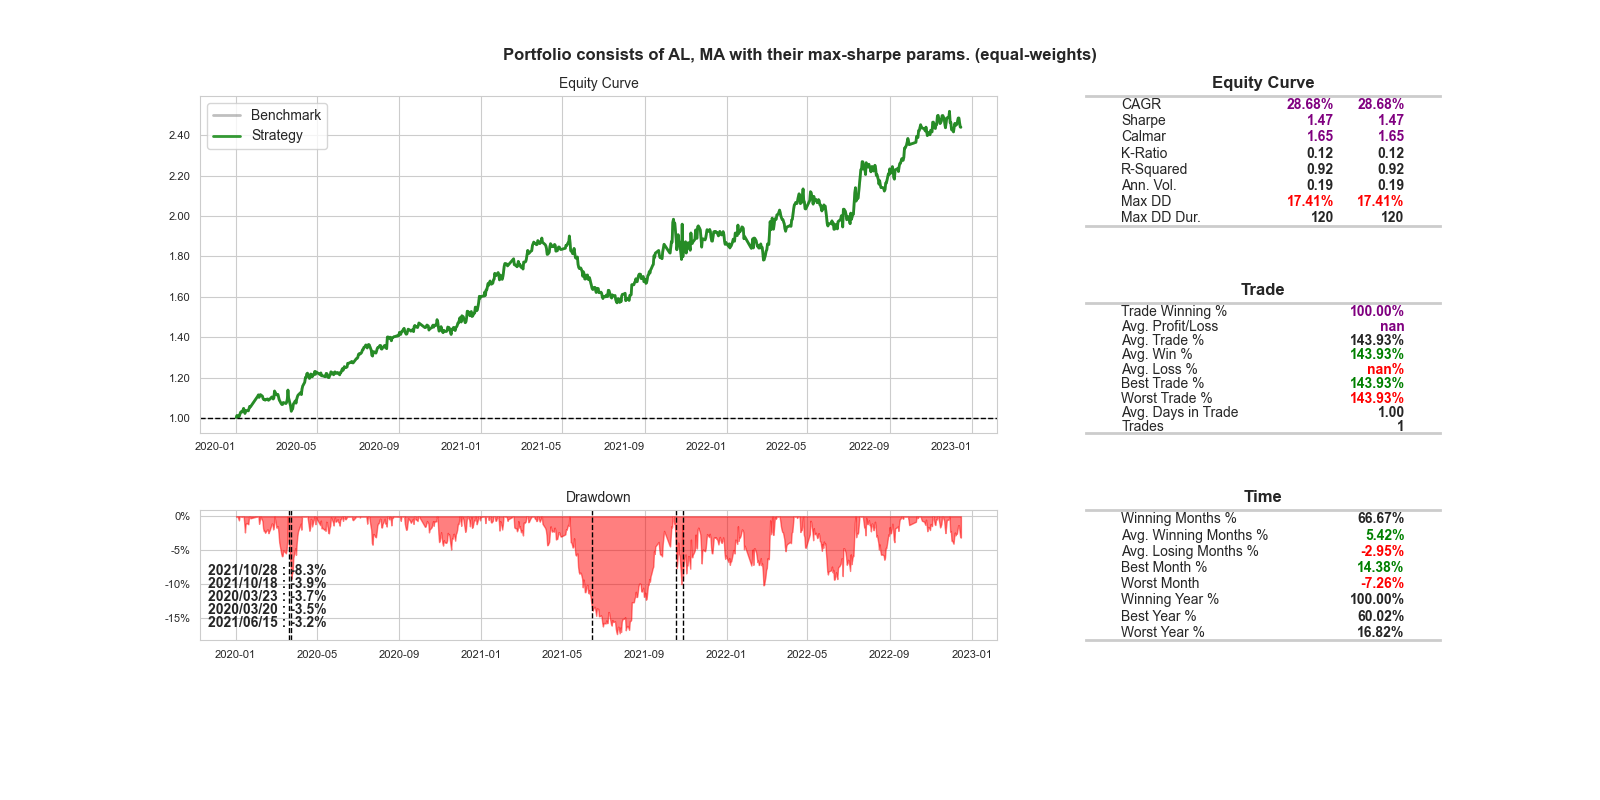 Portfolio consists of AL, MA with their max-sharpe params. (equal-weights)
Equity Curve
Benchmark
Strategy
2.40
2.20
2.00
1.80
1.60
1.40
1.20
1.00
2020-01 2020-05 2020-09 2021-01 2021-05 2021-09 2022-01 2022-05 2022-09 2023-01
Drawdown
0%
-5%
-10%
-15%
2021/10/28 : -8.3%
2021/10/18 : -3.9%
2020/03/23 : -3.7%
2020/03/20 : -3.5%
2021/06/15 : -3.2%
2020-01 2020-05 2020-09 2021-01 2021-05 2021-09 2022-01 2022-05 2022-09 2023-01
Equity Curve
CAGR 28.68% 28.68%
Sharpe 1.47 1.47
Calmar 1.65 1.65
K-Ratio 0.12 0.12
R-Squared 0.92 0.92
Ann. Vol. 0.19 0.19
Max DD 17.41% 17.41%
Max DD Dur. 120 120
Trade
Trade Winning % 100.00%
Avg. Profit/Loss nan
Avg. Trade % 143.93%
Avg. Win % 143.93%
Avg. Loss % nan%
Best Trade % 143.93%
Worst Trade % 143.93%
Avg. Days in Trade 1.00
Trades 1
Time
Winning Months % 66.67%
Avg. Winning Months % 5.42%
Avg. Losing Months % -2.95%
Best Month % 14.38%
Worst Month -7.26%
Winning Year % 100.00%
Best Year % 60.02%
Worst Year % 16.82%